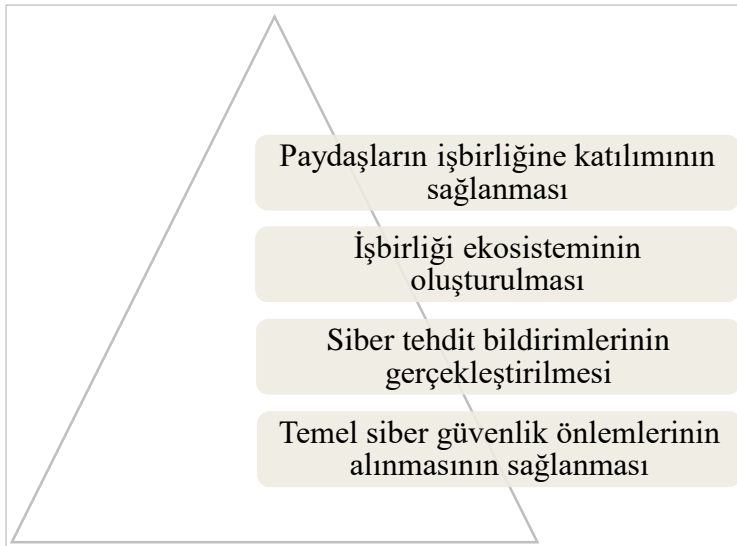 Paydaşların işbirliğine katılımının
sağlanması
İşbirliği ekosisteminin
oluşturulması
Siber tehdit bildirimlerinin
gerçekleştirilmesi
Temel siber güvenlik önlemlerinin
alınmasının sağlanması